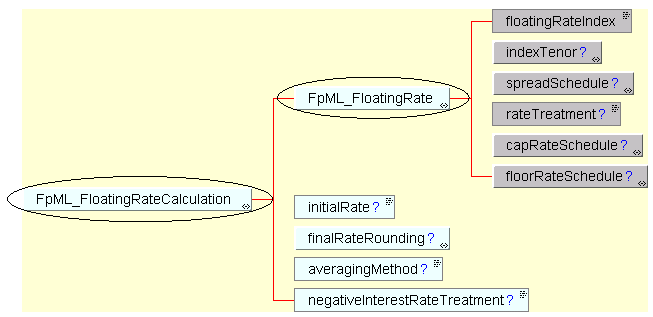 floatingRateIndex
indexTenor?
spreadSchedule?
FpML_FloatingRate
rateTreatment?
capRateSchedule?
floorRateSchedule?
FpML_FloatingRateCalculation
initialRate?
finalRateRounding?
averagingMethod?
negativeInterestRateTreatment?